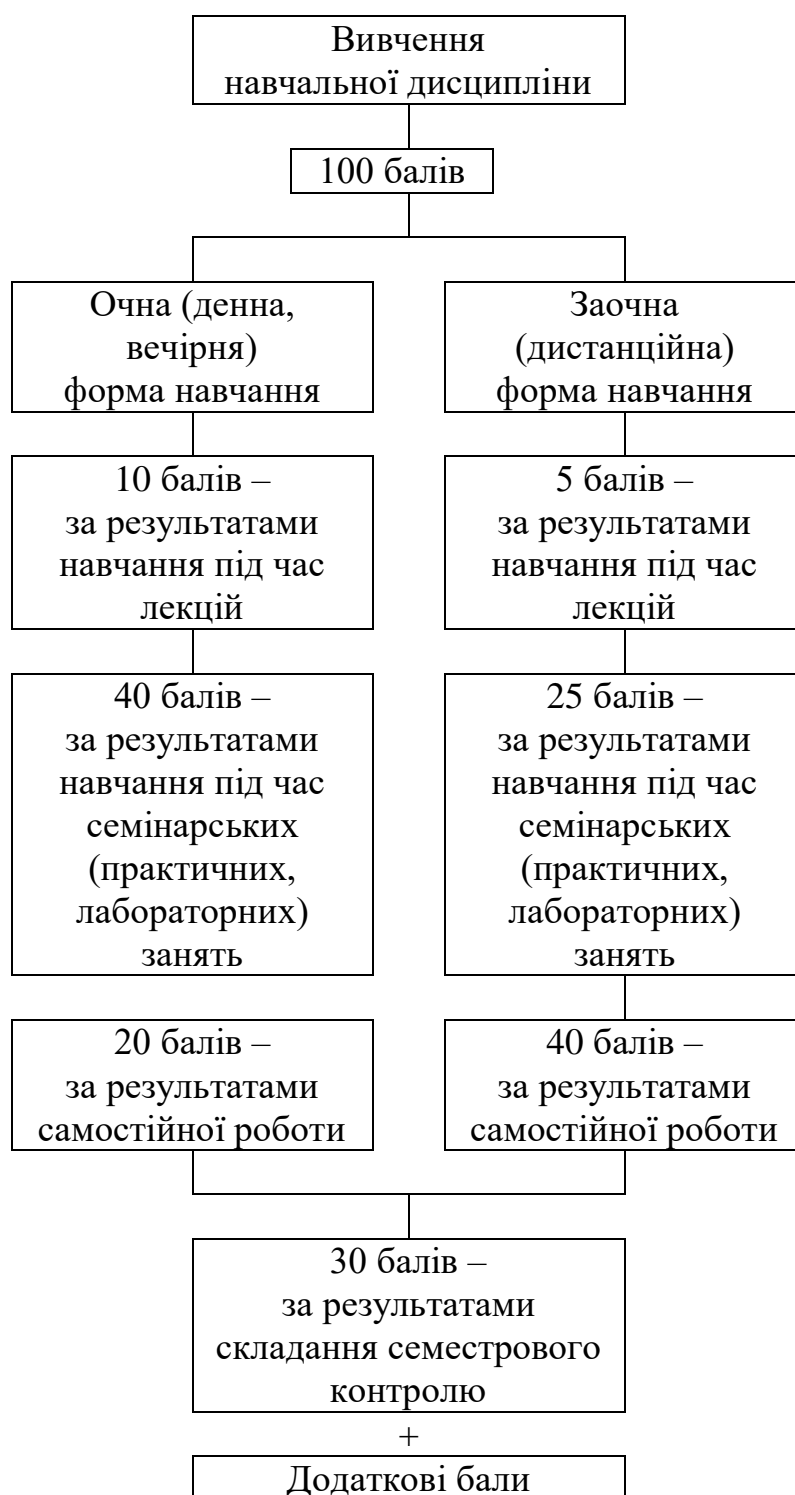 Вивчення
навчальної дисципліни
100 балів
Очна (денна,
вечірня)
форма навчання
Заочна
(дистанційна)
форма навчання
10 балів –
за результатами
навчання під час
лекцій
5 балів –
за результатами
навчання під час
лекцій
40 балів –
за результатами
навчання під час
семінарських
(практичних,
лабораторних)
занять
25 балів –
за результатами
навчання під час
семінарських
(практичних,
лабораторних)
занять
20 балів –
за результатами
самостійної роботи
40 балів –
за результатами
самостійної роботи
30 балів –
за результатами
складання семестрового
контролю
+
Додаткові бали